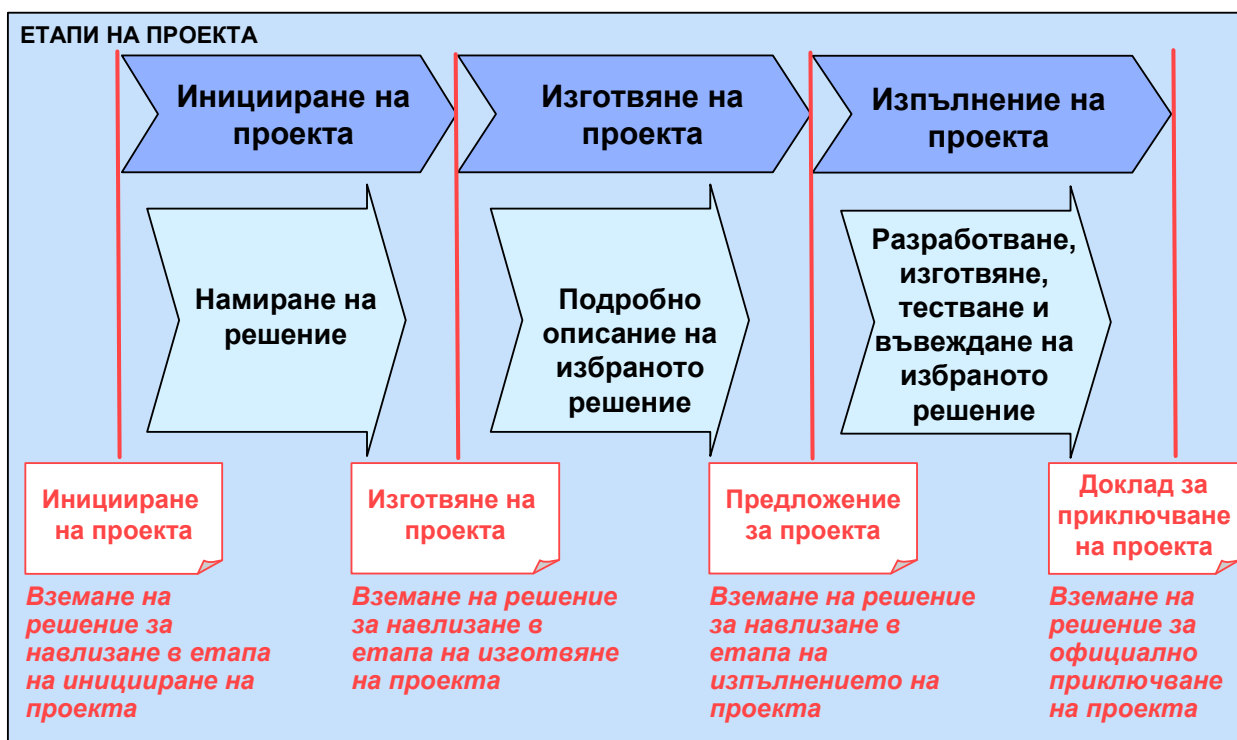 ЕТАПИ НА ПРОЕКТА
Иницииране на
проекта
Изготвяне на
проекта
Изпълнение на
проекта
Намиране на
решение
Подробно
описание на
избраното
решение
Разработване,
изготвяне,
тестване и
въвеждане на
избраното
решение
Иницииране
на проекта
Изготвяне на
проекта
Предложение
за проекта
Доклад за
приключване
на проекта
Вземане на
решение за
навлизане в етапа
на иницииране на
проекта
Вземане на решение
за навлизане в
етапа на изготвяне
на проекта
Вземане на решение
за навлизане в
етапа на
изпълнението на
проекта
Вземане на
решение за
официално
приключване
на проекта